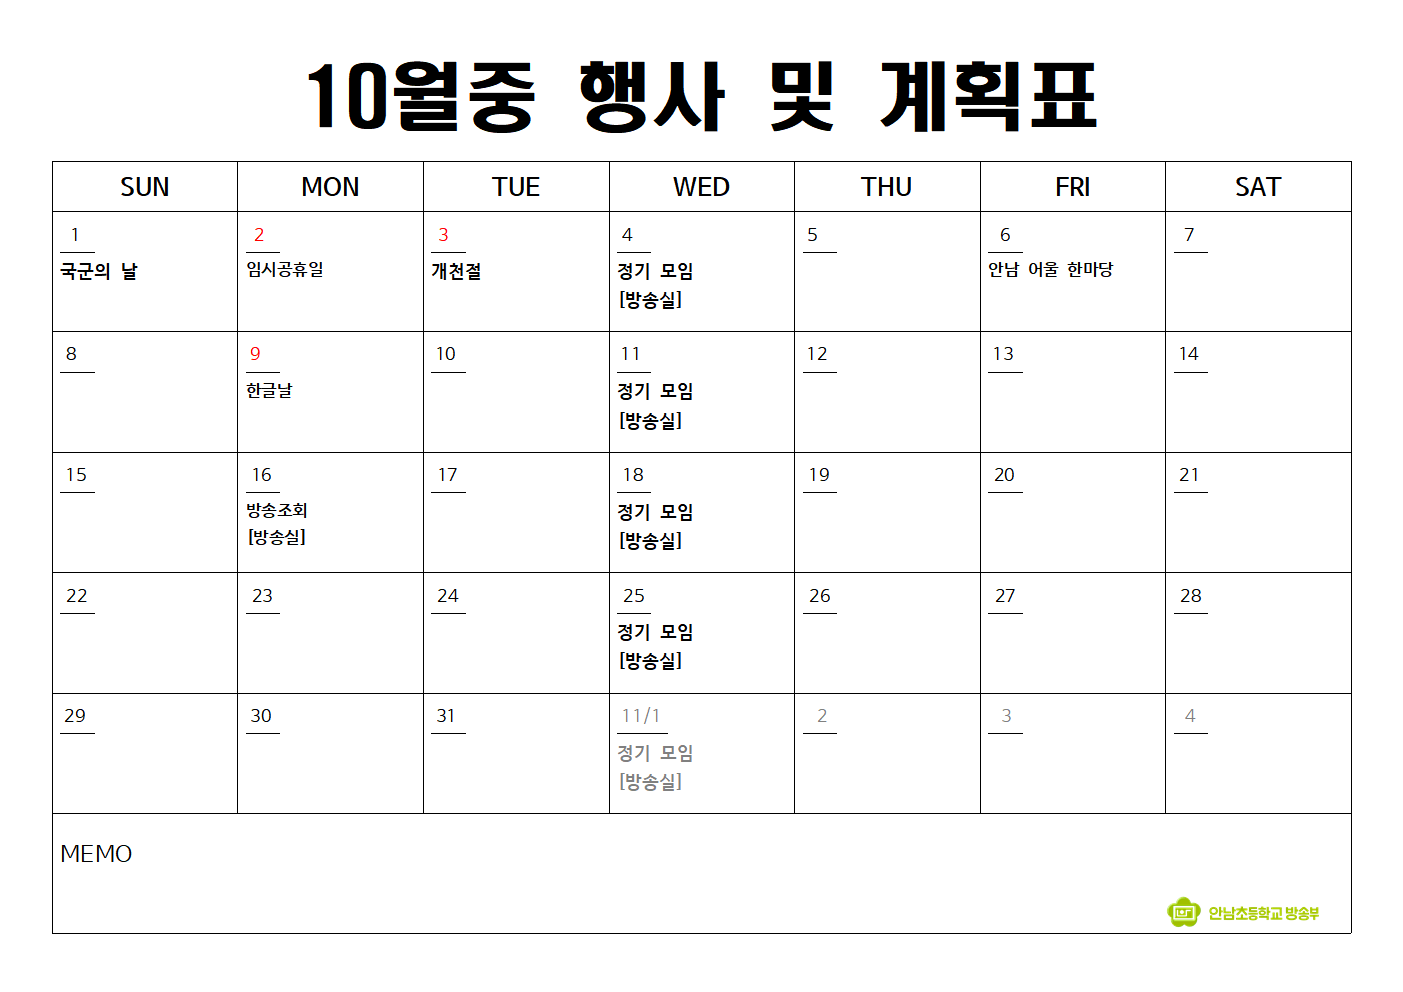 10월중 행사 및 계획표
SUN MON TUE WED THU FRI SAT
1 2 3 4 5 6 7
국군의 날 임시공휴일 개천절 정기 모임 안남 어울 한마당
[방송실]
8 9 10 11 12 13 14
한글날 정기 모임
[방송실]
15 16 17 18 19 20 21
방송조회 정기 모임
[방송실] [방송실]
22 23 24 25 26 27 28
정기 모임
[방송실]
29 30 31 11/1 2 3 4
정기 모임
[방송실]
MEMO
안남초등학교 방송부